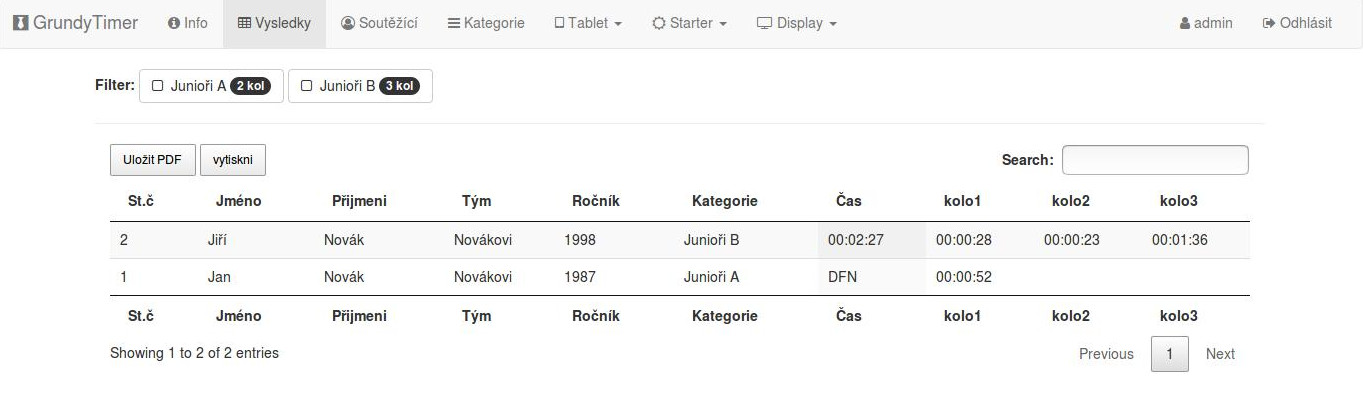 GrundyTimer Info Vysledky Soutěžící Kategorie Tablet Starter Display admin Odhlásit
Filter: Junioři A 2 kol Junioři B 3 kol
Uložit PDF vytiskni Search:
St.č Jméno Přijmeni Tým Ročník Kategorie Čas kolo1 kolo2 kolo3
2 Jiří Novák Novákovi 1998 Junioři B 00:02:27 00:00:28 00:00:23 00:01:36
1 Jan Novák Novákovi 1987 Junioři A DFN 00:00:52
St.č Jméno Přijmeni Tým Ročník Kategorie Čas kolo1 kolo2 kolo3
Showing 1 to 2 of 2 entries Previous 1 Next